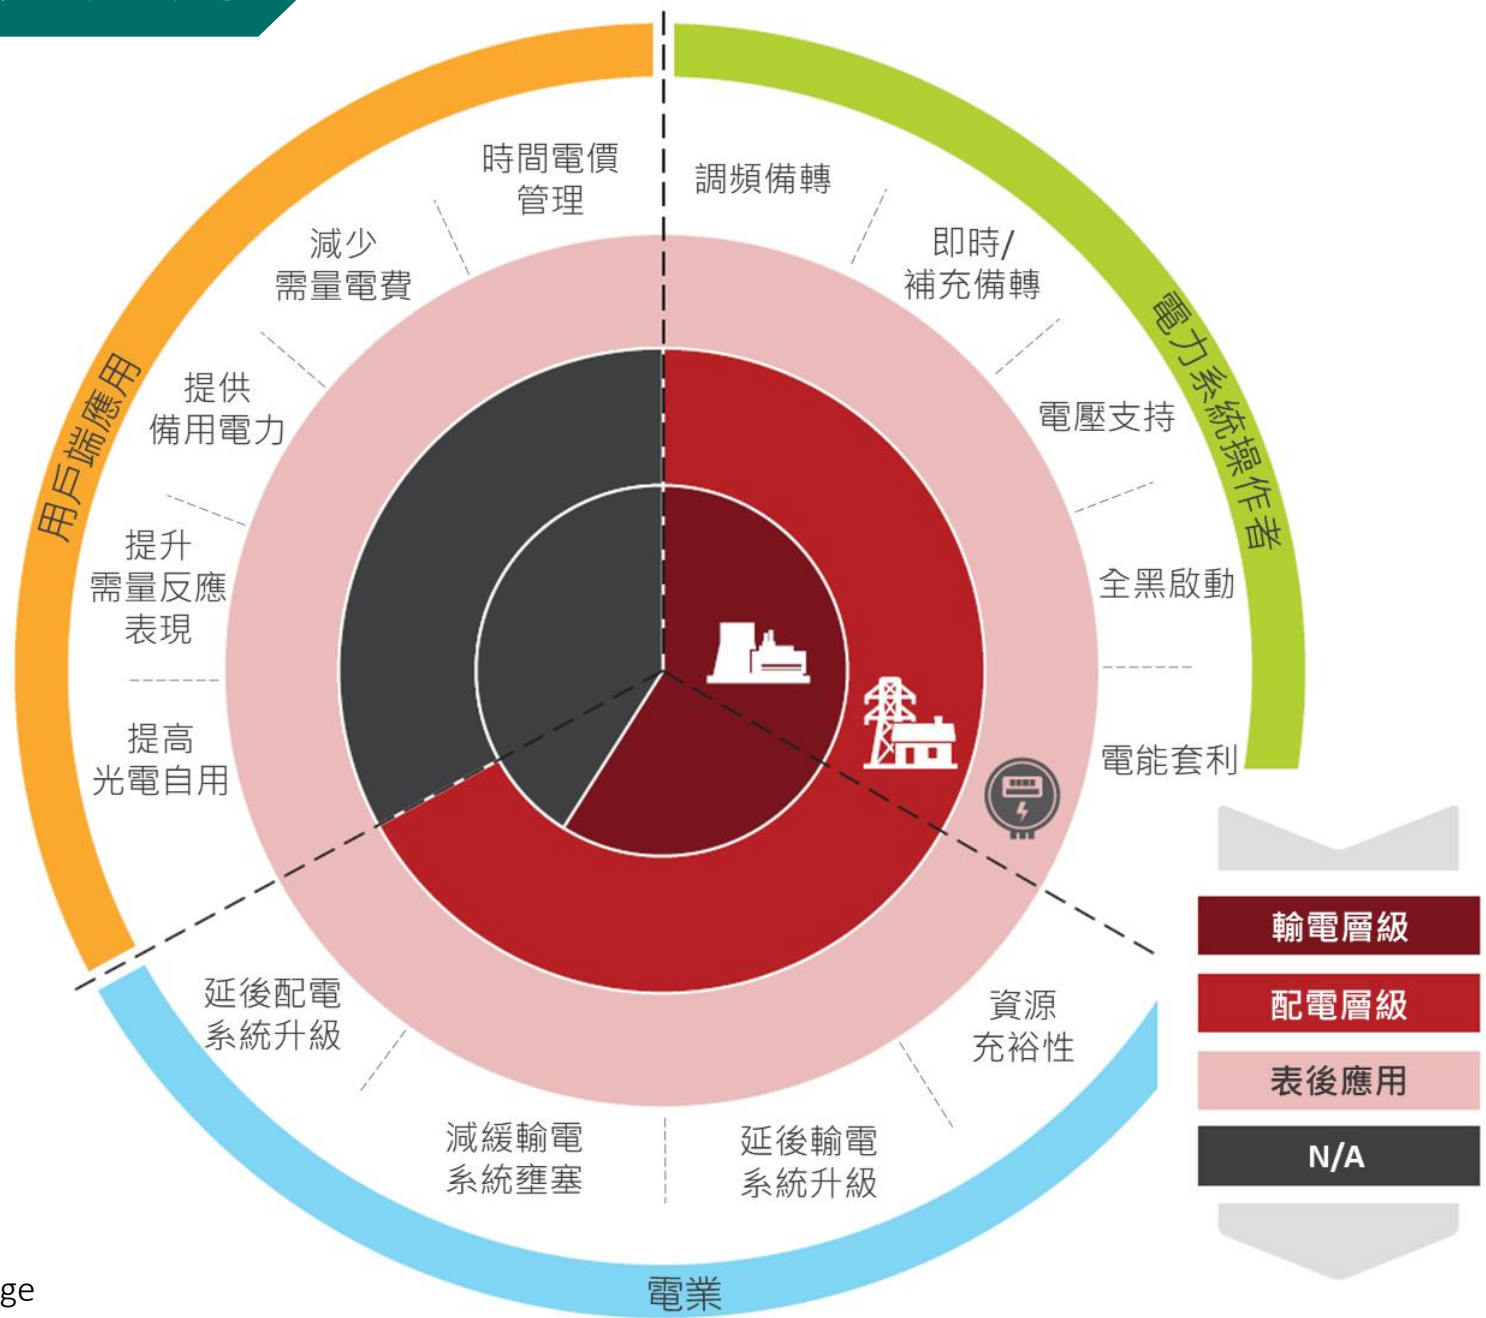 時間電價
管理
調頻備轉
減少
需量電費
即時/
補充備轉
提供
備用電力
電壓支持
用戶端應用
電力系統操作者
提升
需量反應
表現
全黑啟動
提高
光電自用
電能套利
輸電層級
配電層級
表後應用
N/A
延後配電
系統升級
資源
充裕性
減緩輸電
系統壅塞
延後輸電
系統升級
電業
ge